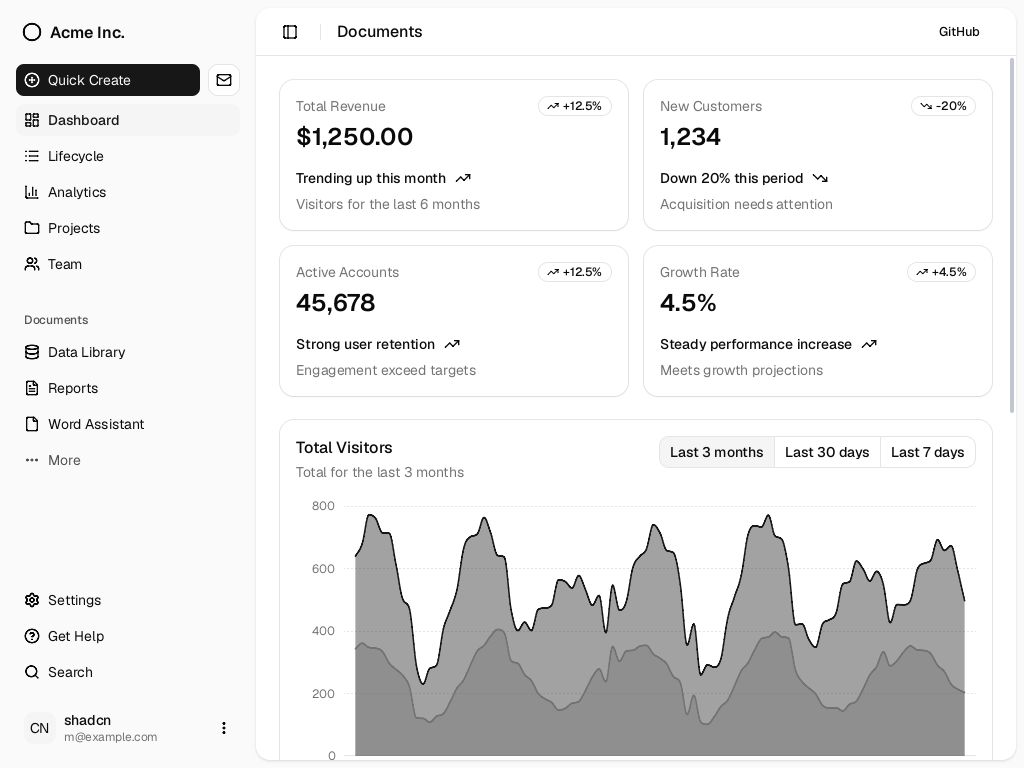 Acme Inc.
Quick Create
Dashboard
Lifecycle
Analytics
Projects
Team
Documents
Data Library
Reports
Word Assistant
More
Settings
Get Help
Search
CN
shadcn
m@example.com
Documents
GitHub
Total Revenue
+12.5%
$1,250.00
Trending up this month
Visitors for the last 6 months
New Customers
-20%
1,234
Down 20% this period
Acquisition needs attention
Active Accounts
+12.5%
45,678
Strong user retention
Engagement exceed targets
Growth Rate
+4.5%
4.5%
Steady performance increase
Meets growth projections
Total Visitors
Total for the last 3 months
Last 3 months
Last 30 days
Last 7 days
800
600
400
200
0